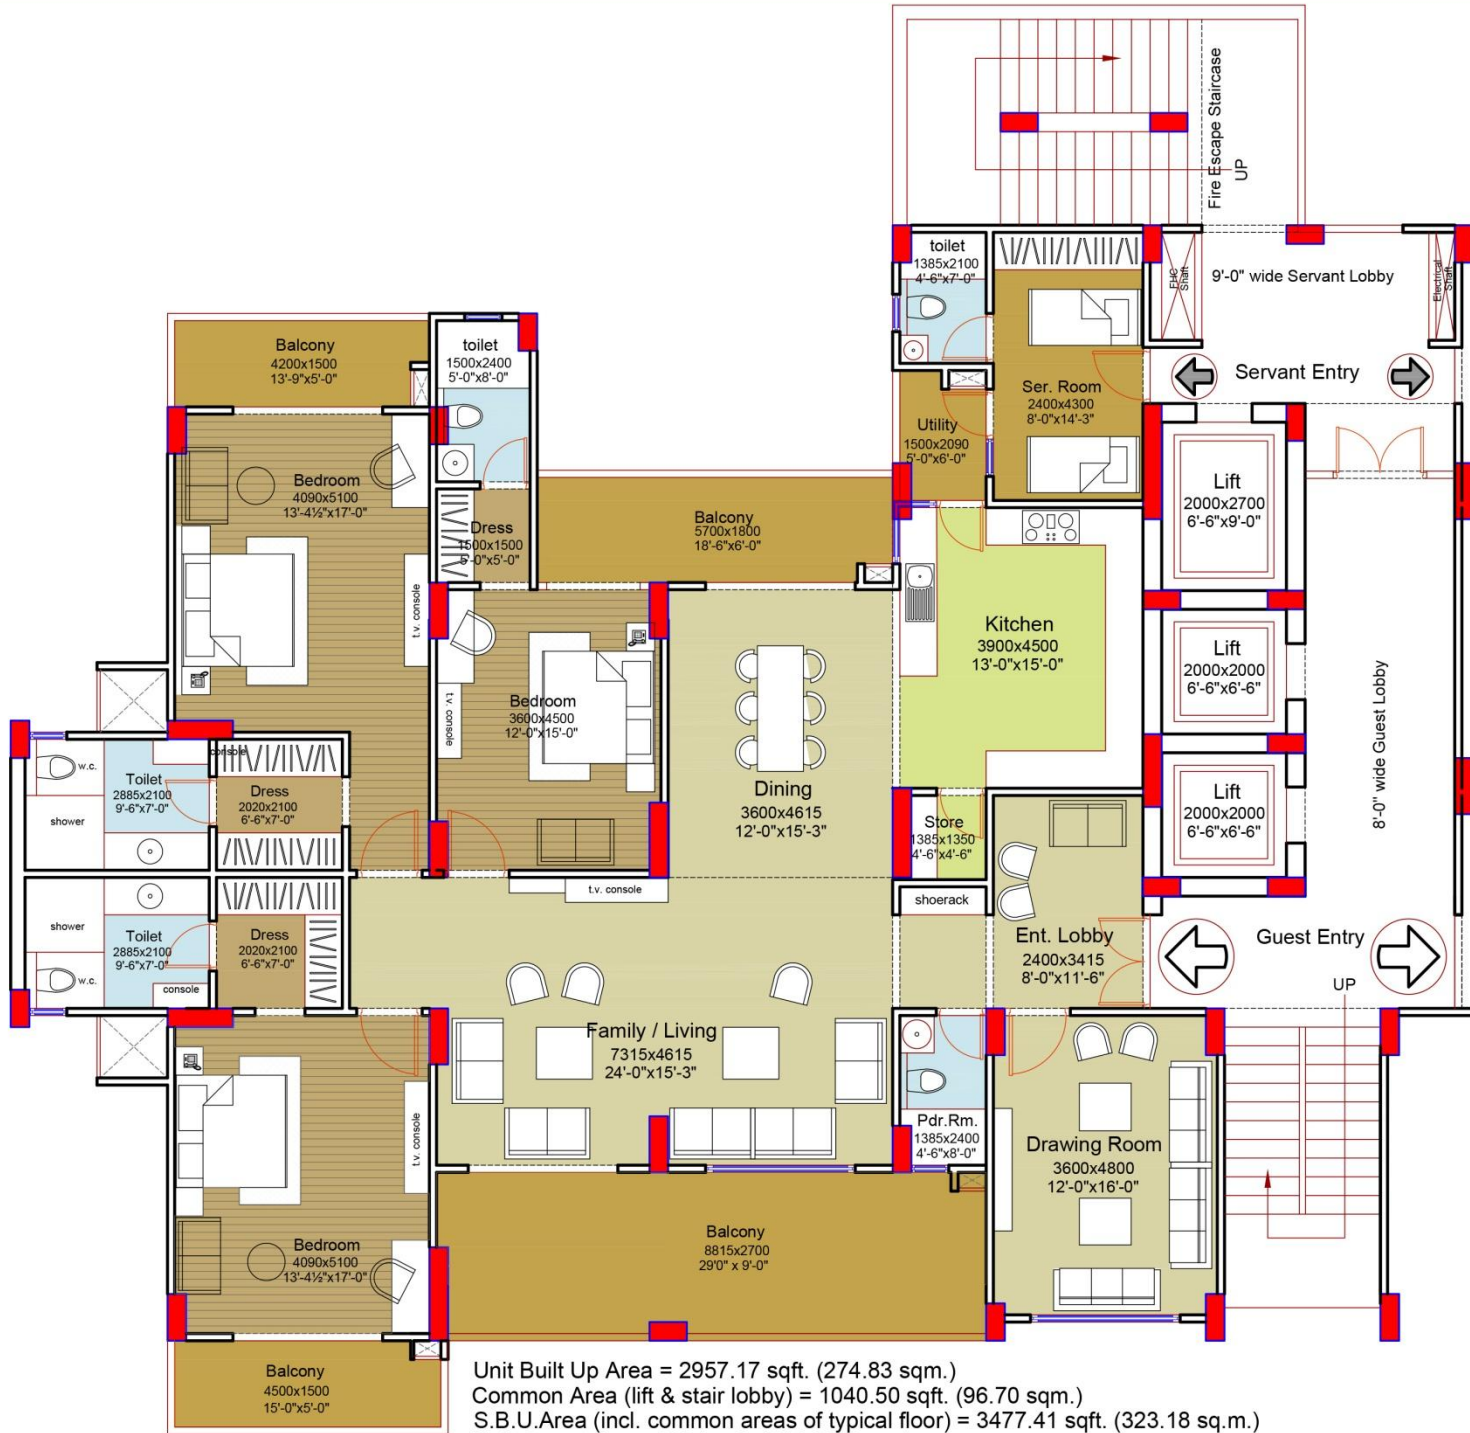 Fire Escape Staircase
UP
toilet
1385x2100
4'-6"x7'-0"
FHC
Shaft
9'-0" wide Servant Lobby
Electrical
Shaft
Balcony
4200x1500
13'-9"x5'-0"
toilet
1500x2400
5'-0"x8'-0"
Ser. Room
2400x4300
8'-0"x14'-3"
Servant Entry
Utility
1500x2090
5'-0"x6'-0"
Bedroom
4090x5100
13'-4½"x17'-0"
Dress
1500x1500
5'-0"x5'-0"
Balcony
5700x1800
18'-6"x6'-0"
Lift
2000x2700
6'-6"x9'-0"
t.v. console
Kitchen
3900x4500
13'-0"x15'-0"
Lift
2000x2000
6'-6"x6'-6"
8'-0" wide Guest Lobby
Bedroom
3600x4500
12'-0"x15'-0"
t.v. console
console
w.c.
Toilet
2885x2100
9'-6"x7'-0"
shower
Dress
2020x2100
6'-6"x7'-0"
Dining
3600x4615
12'-0"x15'-3"
Store
1385x1350
4'-6"x4'-6"
Lift
2000x2000
6'-6"x6'-6"
t.v. console
shoerack
shower
Toilet
2885x2100
9'-6"x7'-0"
w.c.
console
Dress
2020x2100
6'-6"x7'-0"
Ent. Lobby
2400x3415
8'-0"x11'-6"
Guest Entry
UP
Family / Living
7315x4615
24'-0"x15'-3"
t.v. console
Pdr.Rm.
1385x2400
4'-6"x8'-0"
Drawing Room
3600x4800
12'-0"x16'-0"
Bedroom
4090x5100
13'-4½"x17'-0"
Balcony
8815x2700
29'0" x 9'-0"
Balcony
4500x1500
15'-0"x5'-0"
Unit Built Up Area = 2957.17 sqft. (274.83 sqm.)
Common Area (lift & stair lobby) = 1040.50 sqft. (96.70 sqm.)
S.B.U.Area (incl. common areas of typical floor) = 3477.41 sqft. (323.18 sq.m.)